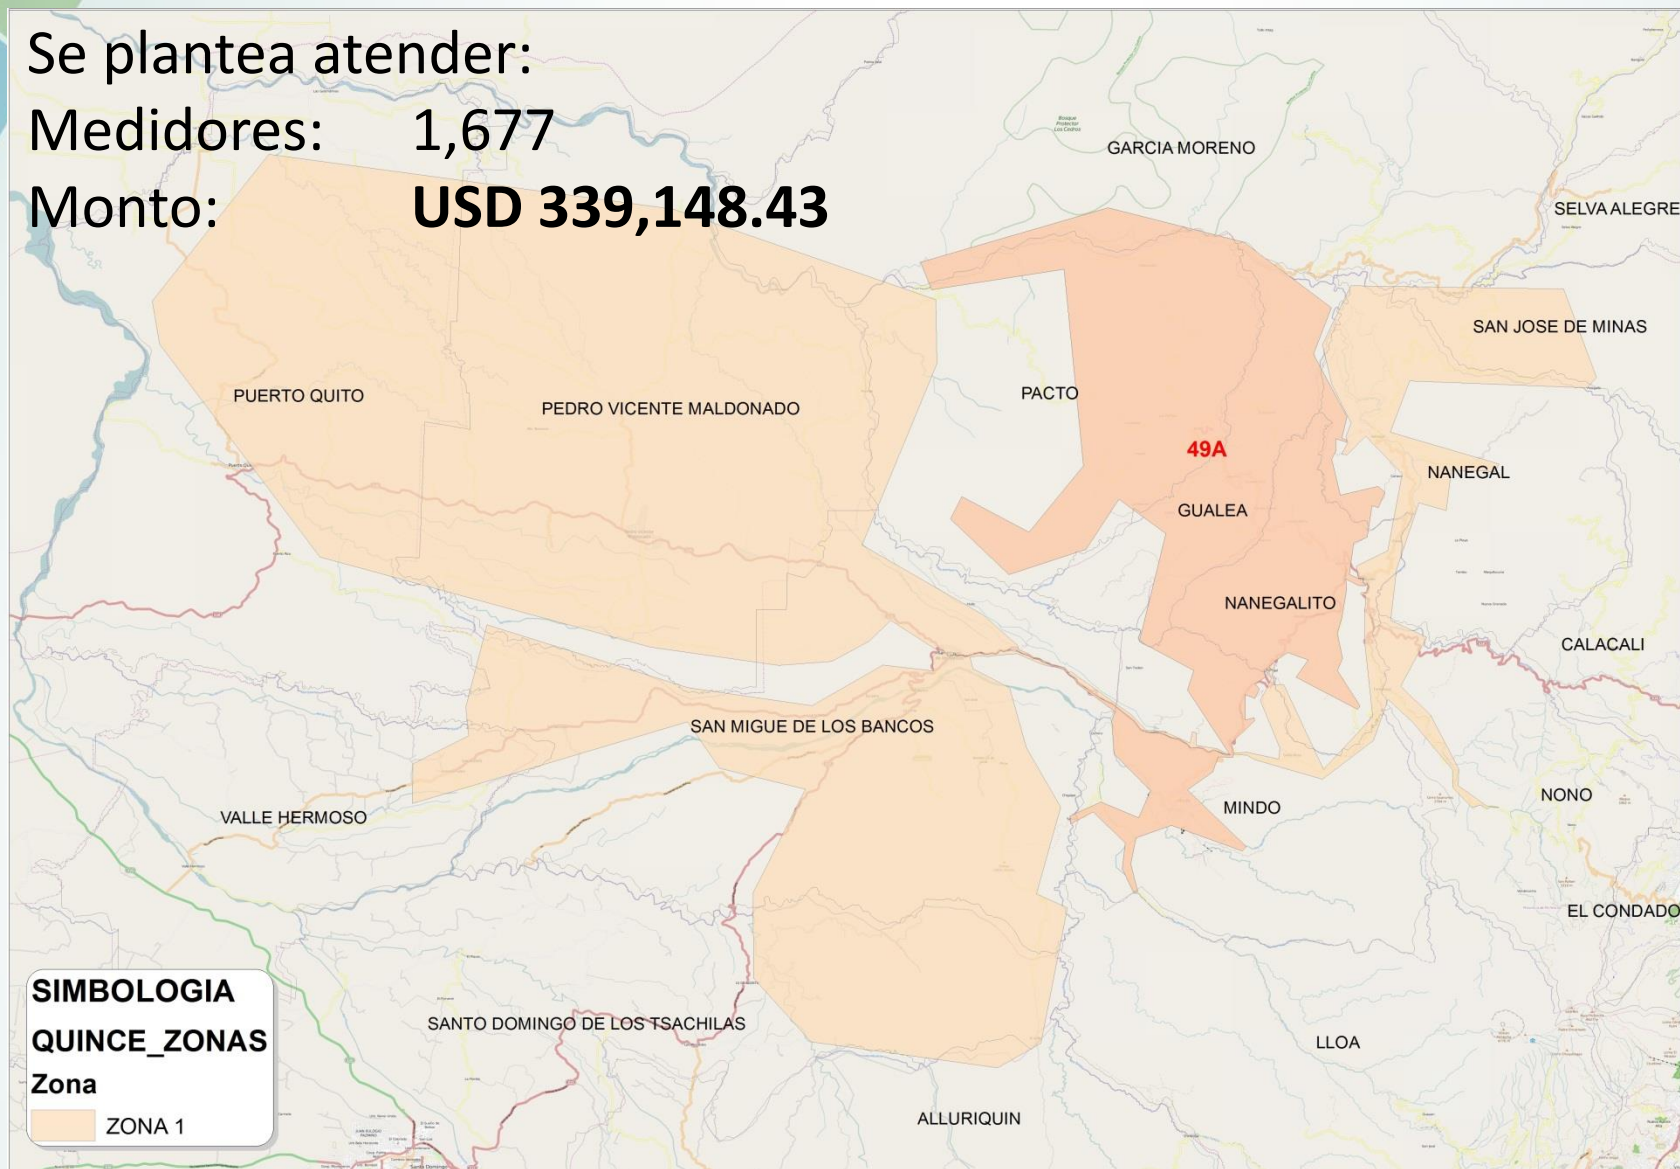 Se plantea atender:
Medidores: 1,677
Monto: USD 339,148.43
GARCIA MORENO
SELVA ALEGRE
SAN JOSE DE MINAS
PUERTO QUITO
PEDRO VICENTE MALDONADO
PACTO
49A
NANEGAL
GUALEA
NANEGALITO
CALACALI
SAN MIGUE DE LOS BANCOS
VALLE HERMOSO
MINDO
NONO
EL CONDADO
SANTO DOMINGO DE LOS TSACHILAS
LLOA
ALLURIQUIN
SIMBOLOGIA
QUINCE_ZONAS
Zona
ZONA 1